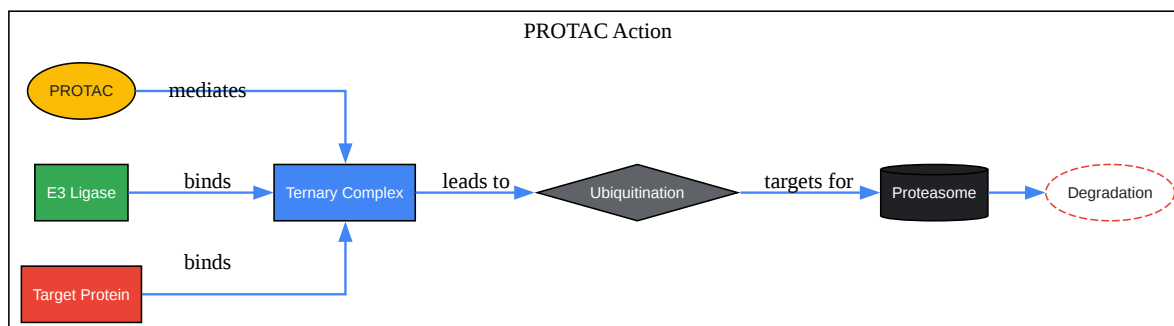 PROTAC Action
PROTAC
mediates
E3 Ligase
binds
Ternary Complex
leads to
Ubiquitination
targets for
Proteasome
Degradation
binds
Target Protein